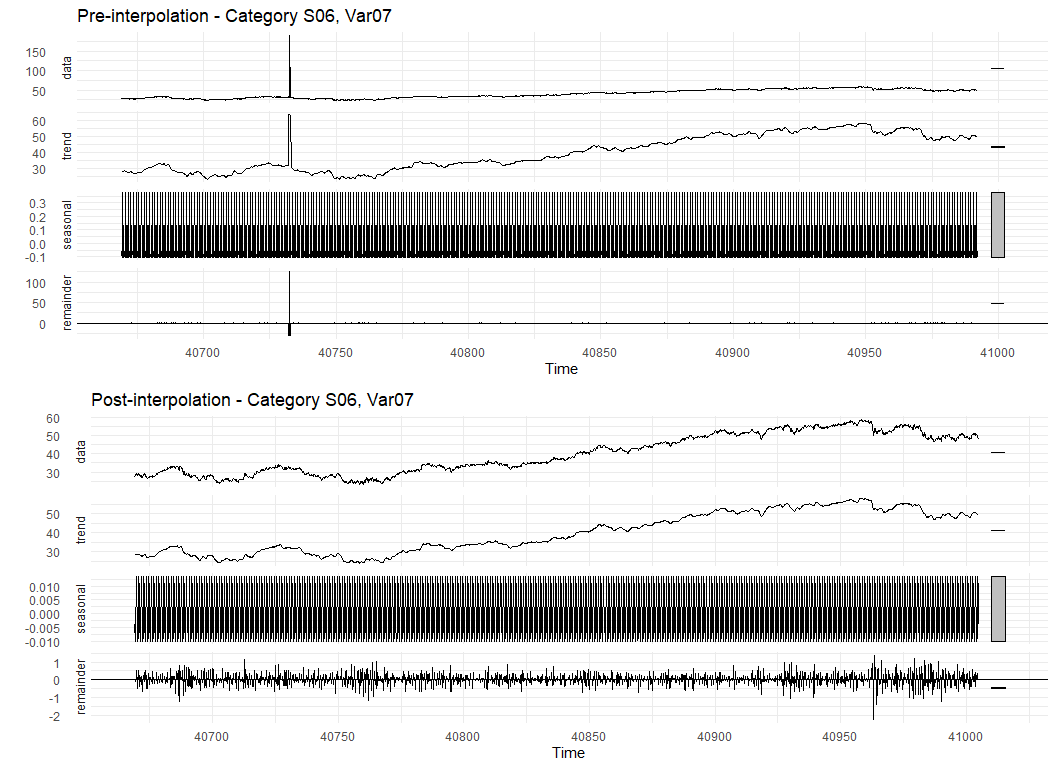 Pre-interpolation - Category S06, Var07
150
100
50
data
60
50
40
30
trend
0.3
0.2
0.1
0.0
-0.1
seasonal
100
50
0
remainder
40700 40750 40800 40850 40900 40950 41000
Time
Post-interpolation - Category S06, Var07
60
50
40
30
data
50
40
30
trend
0.010
0.005
0.000
-0.005
-0.010
seasonal
1
0
-1
-2
remainder
40700 40750 40800 40850 40900 40950 41000
Time